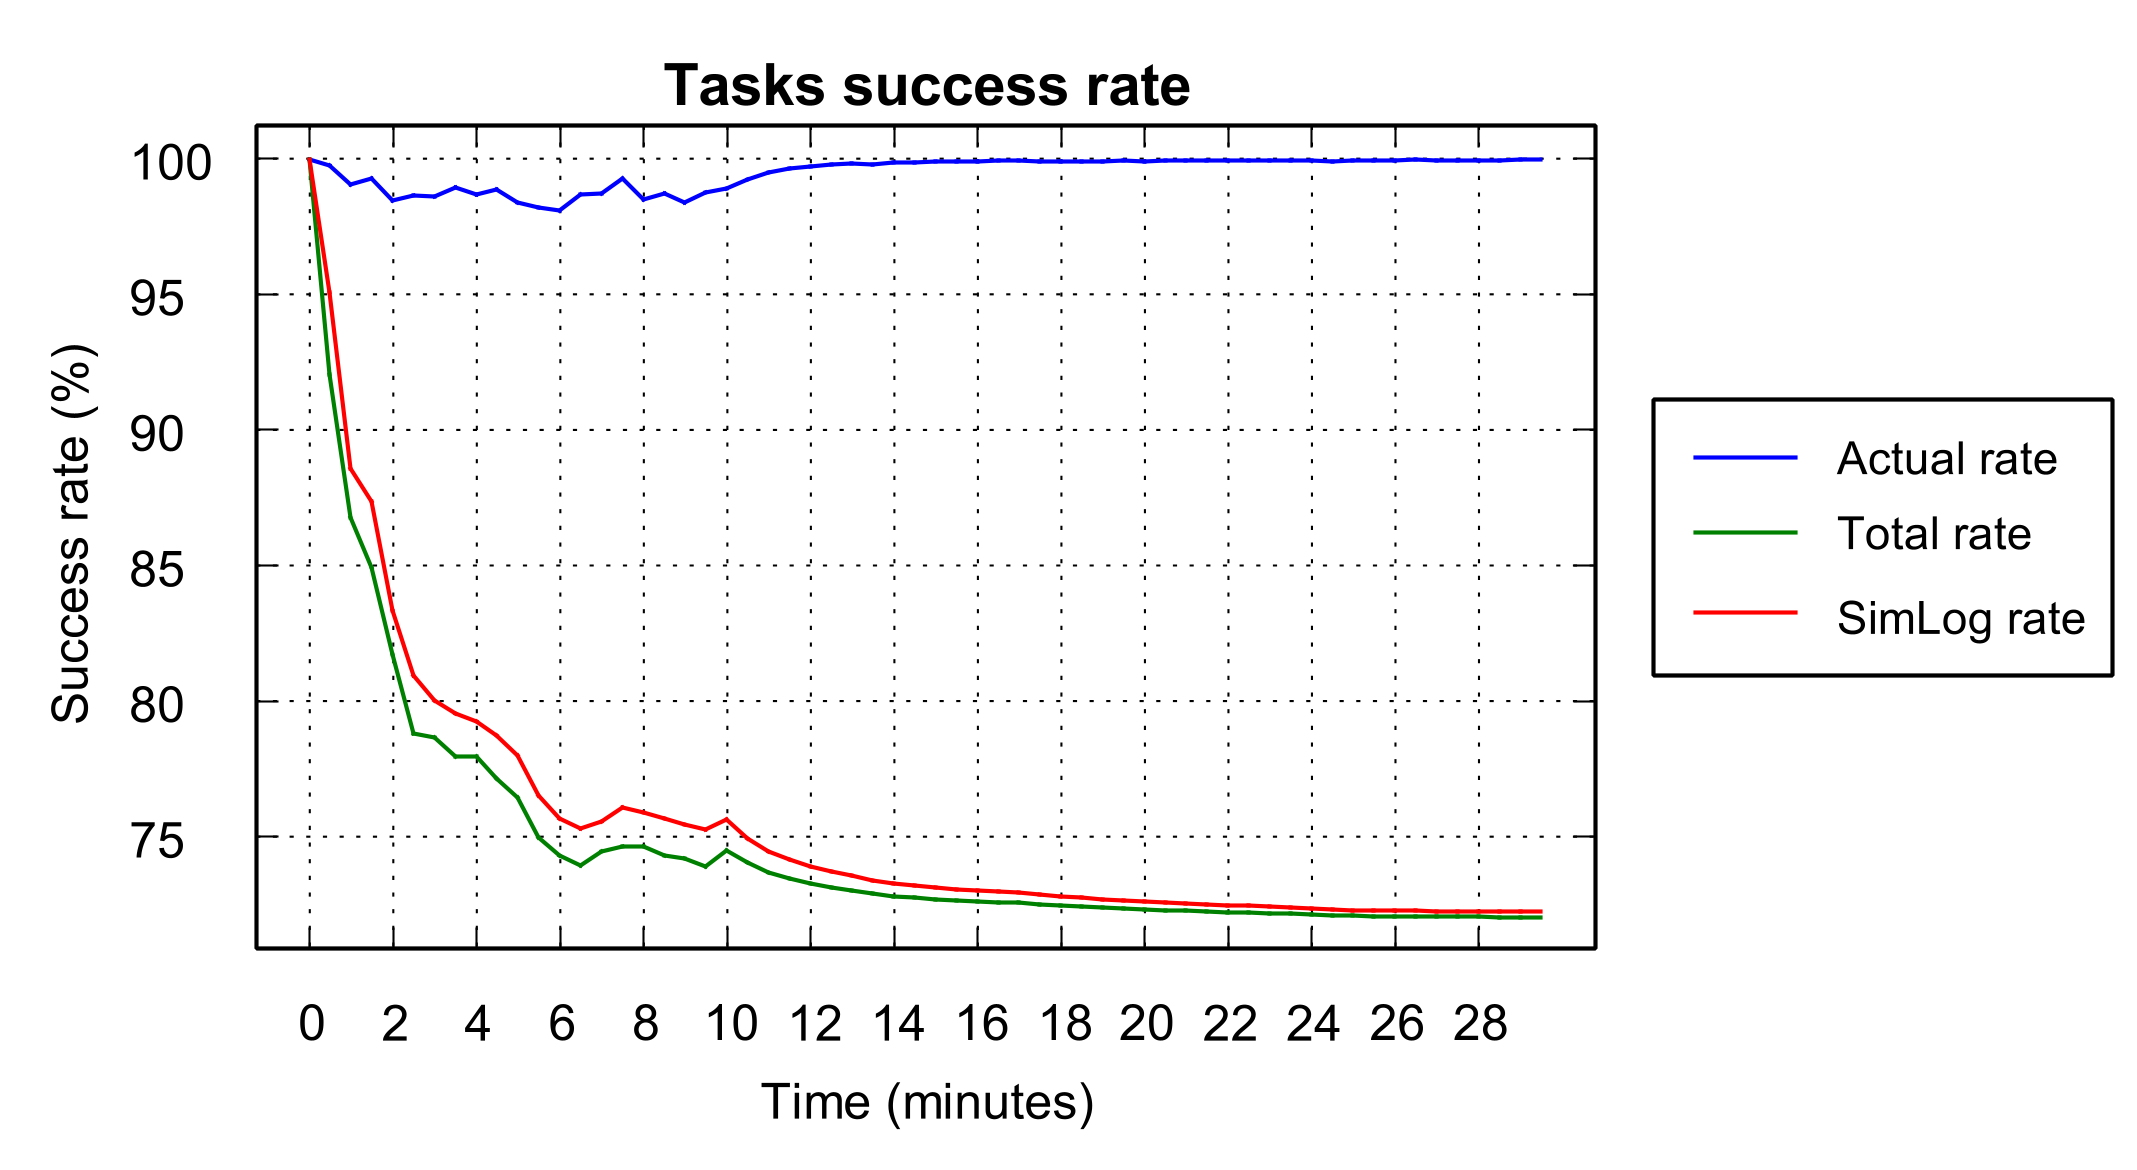 Tasks success rate
Success rate (%)
100
95
90
85
80
75
0 2 4 6 8 10 12 14 16 18 20 22 24 26 28
Time (minutes)
Actual rate
Total rate
SimLog rate